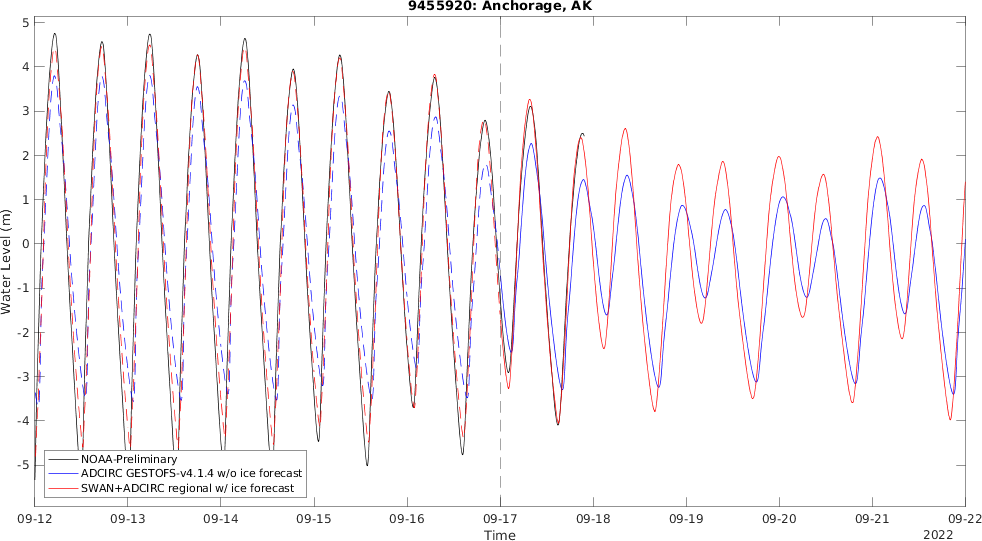 9455920: Anchorage, AK
5
4
3
2
1
0
-1
-2
-3
-4
-5
Water Level (m)
NOAA-Preliminary
ADCIRC GESTOFS-v4.1.4 w/o ice forecast
SWAN+ADCIRC regional w/ ice forecast
09-12 09-13 09-14 09-15 09-16 09-17 09-18 09-19 09-20 09-21 09-22
Time
2022